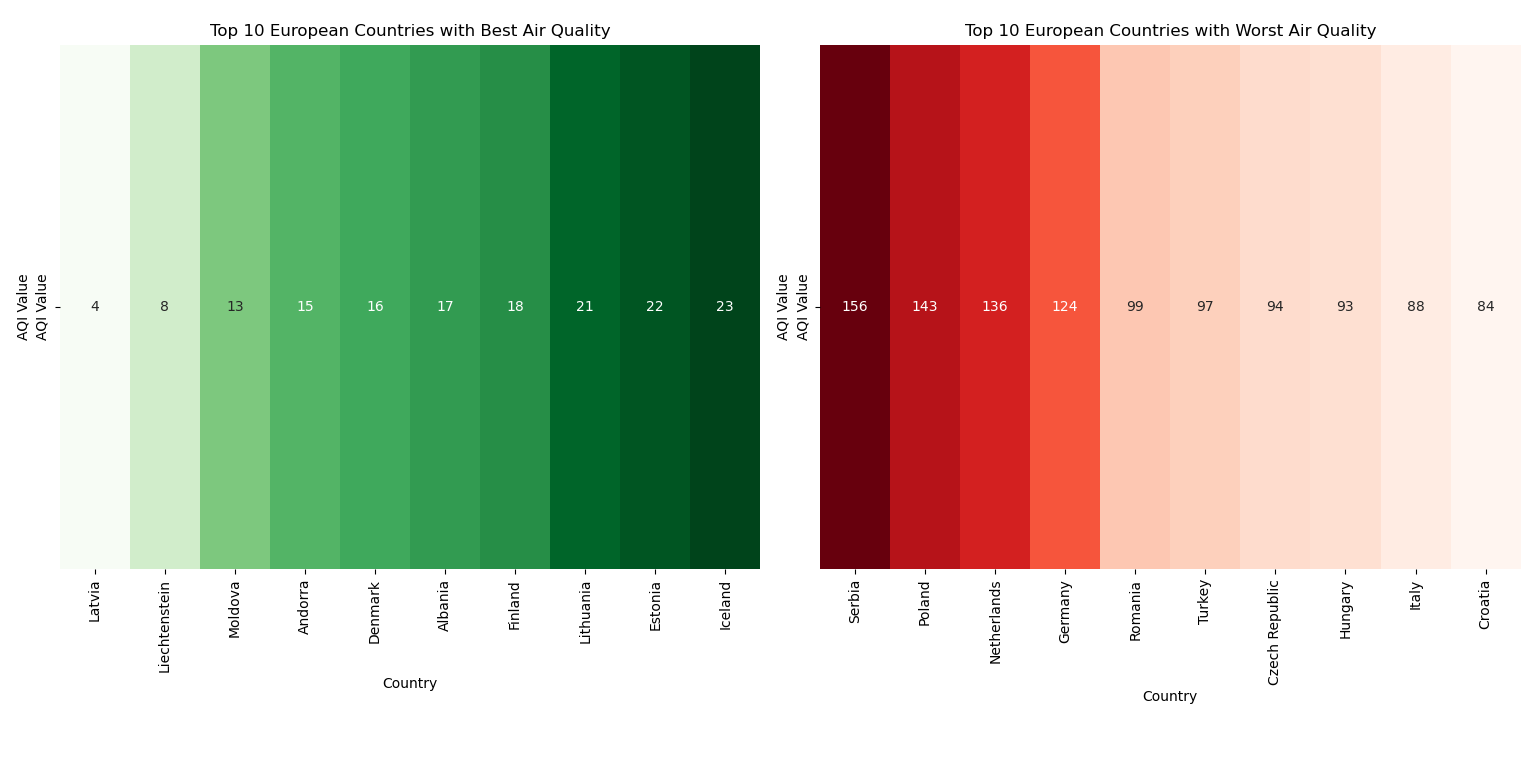 Top 10 European Countries with Best Air Quality
AQI Value
AQI Value
4 8 13 15 16 17 18 21 22 23
Latvia Liechtenstein Moldova Andorra Denmark Albania Finland Lithuania Estonia Iceland
Country
Top 10 European Countries with Worst Air Quality
AQI Value
AQI Value
156 143 136 124 99 97 94 93 88 84
Serbia Poland Netherlands Germany Romania Turkey Czech Republic Hungary Italy Croatia
Country